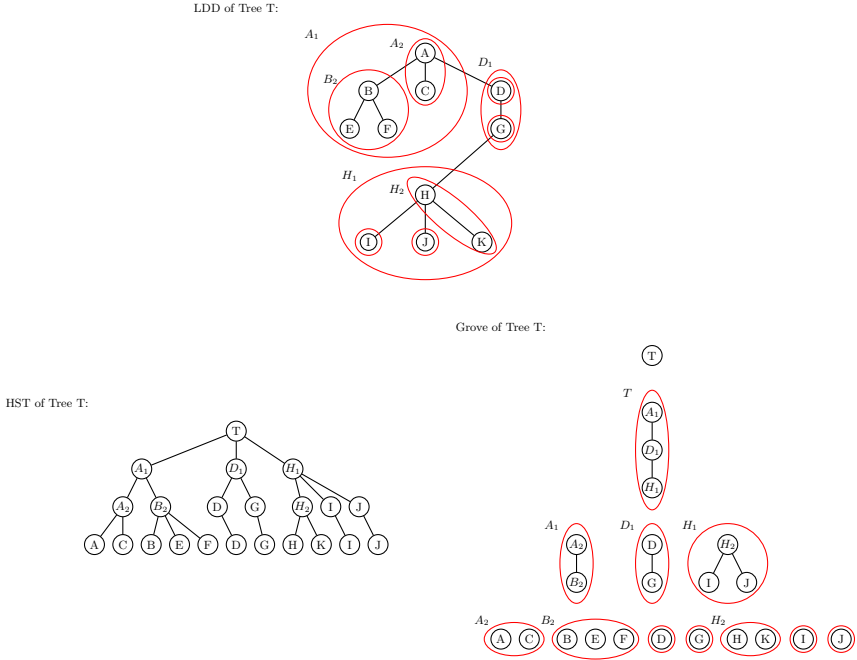 LDD of Tree T:
A₁
A₂
A
D₁
B₂
B
C
D
E
F
G
H₁
H₂
H
I
J
K
Grove of Tree T:
T
T
A₁
D₁
H₁
A₁
A₂
B₂
D₁
D
G
H₁
H₂
I
J
A₂
A
C
B₂
B
E
F
D
G
H₂
H
K
I
J
HST of Tree T:
T
A₁
D₁
H₁
A₂
B₂
D
G
H₂
I
J
A
C
B
E
F
D
G
H
K
I
J